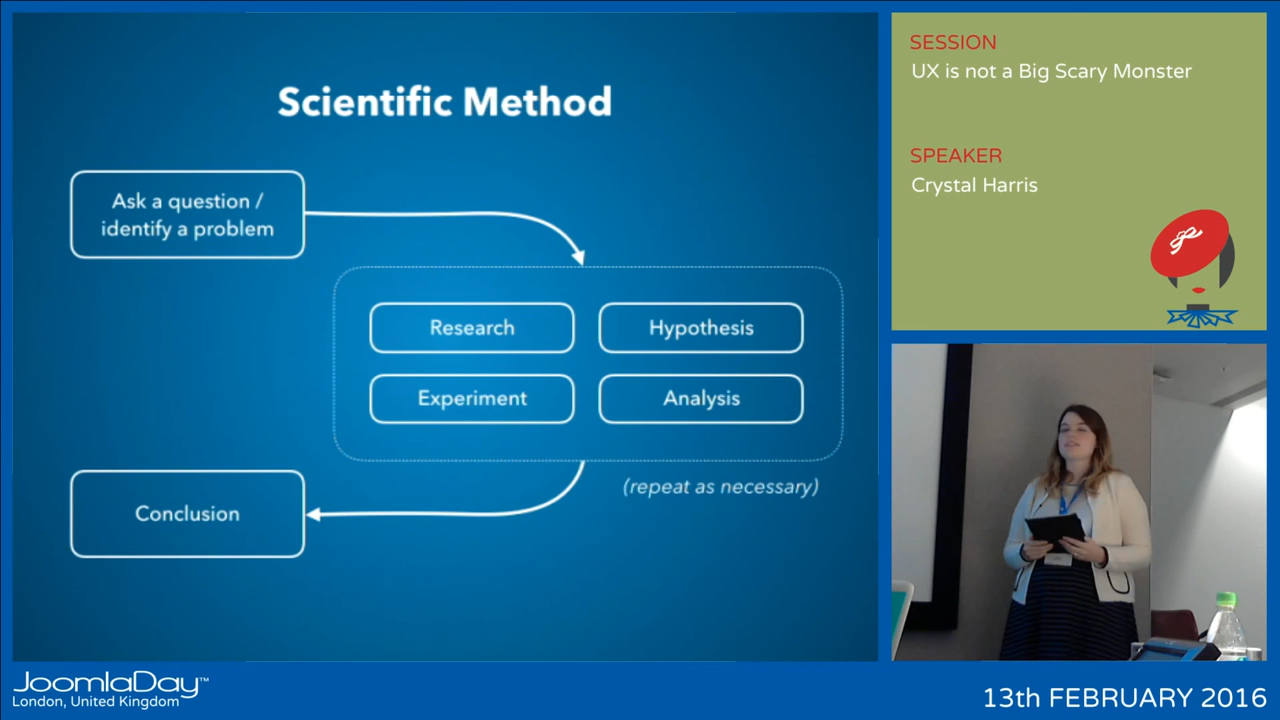 Scientific Method
Ask a question /
identify a problem
Research
Hypothesis
Experiment
Analysis
(repeat as necessary)
Conclusion
SESSION
UX is not a Big Scary Monster
SPEAKER
Crystal Harris
JoomlaDay™
London, United Kingdom
13th FEBRUARY 2016